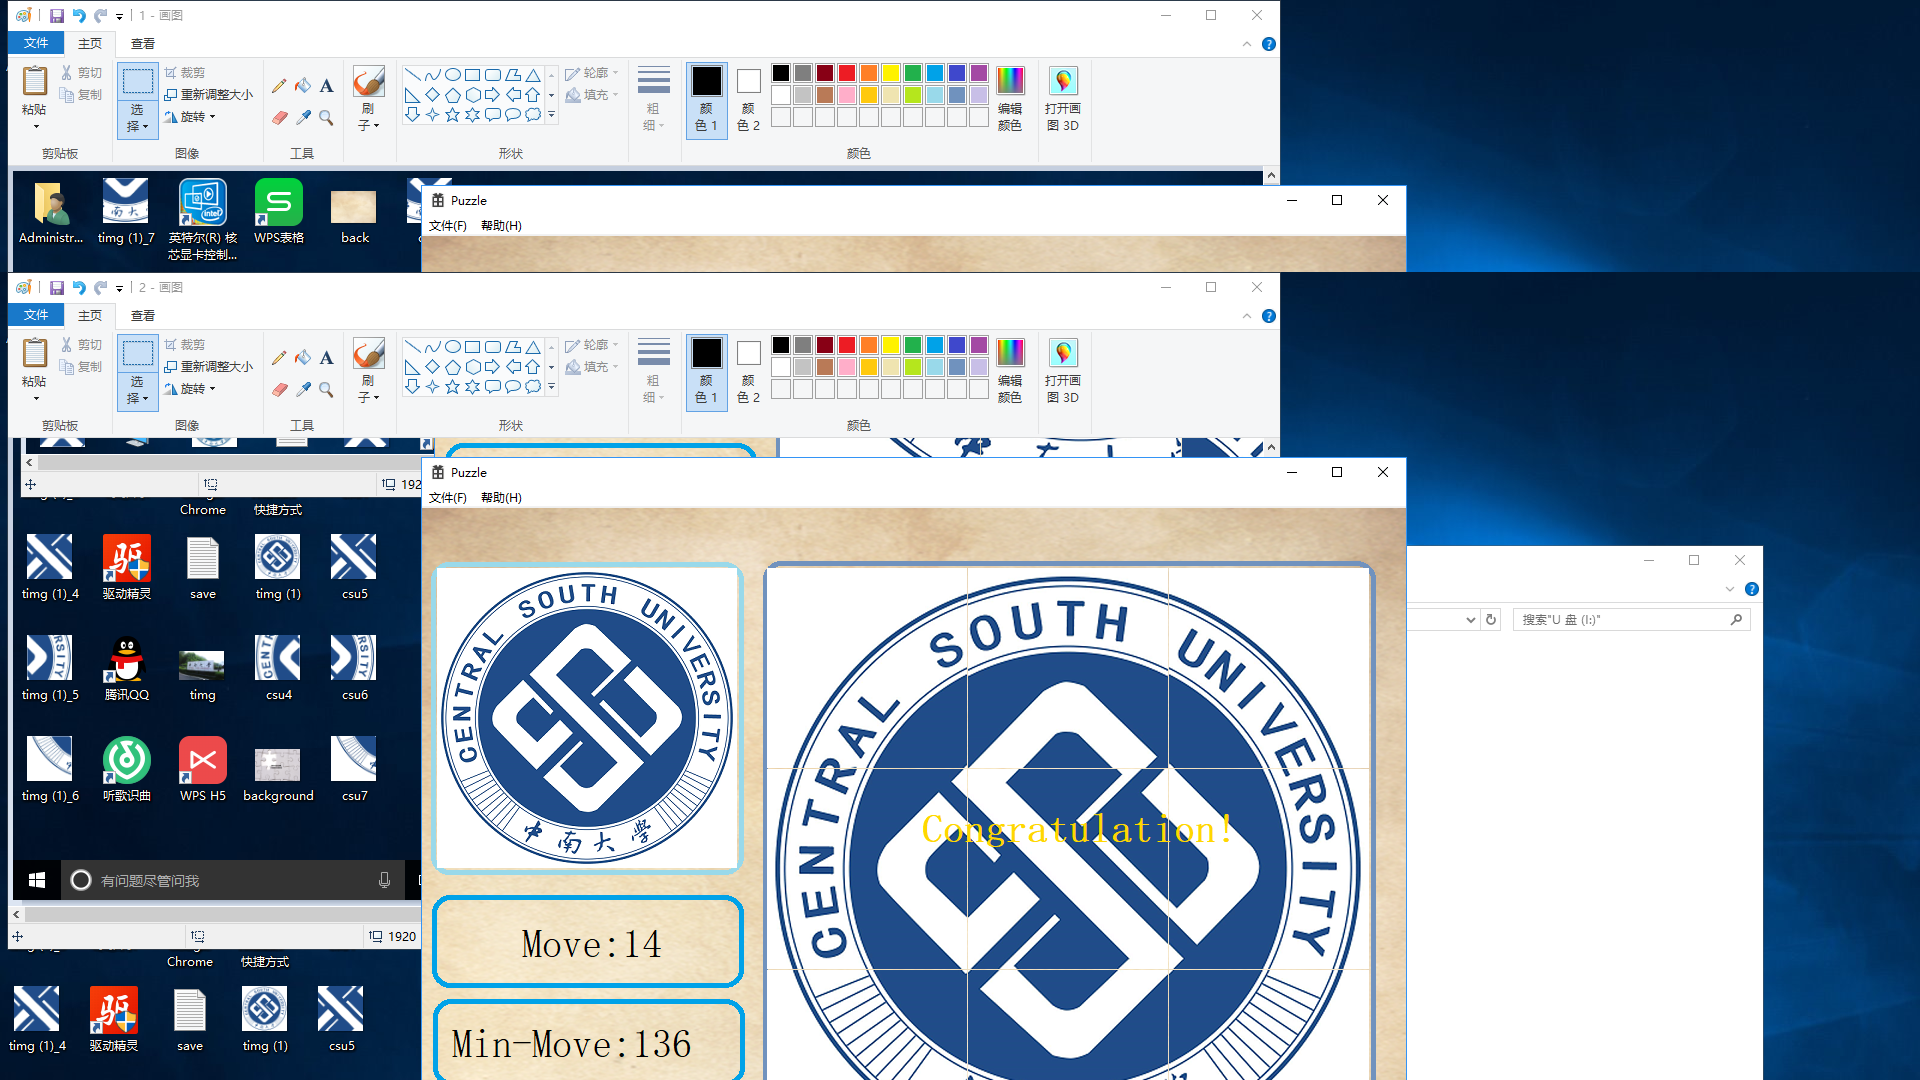 1 - 画图
文件 主页 查看
粘贴 剪切 复制
选择 裁剪 重新调整大小 旋转
A
刷子
轮廓 填充
粗细
颜色 1 颜色 2
编辑颜色
打开画图 3D
剪贴板 图像 工具 形状 颜色
Administr... timg (1)_7 英特尔(R) 核芯显卡控制... WPS表格 back
Puzzle
文件(F) 帮助(H)
2 - 画图
文件 主页 查看
粘贴 剪切 复制
选择 裁剪 重新调整大小 旋转
A
刷子
轮廓 填充
粗细
颜色 1 颜色 2
编辑颜色
打开画图 3D
剪贴板 图像 工具 形状 颜色
Puzzle
文件(F) 帮助(H)
192
Chrome 快捷方式
timg (1)_4 驱动精灵 save timg (1) csu5
timg (1)_5 腾讯QQ timg csu4 csu6
timg (1)_6 听歌识曲 WPS H5 background csu7
有问题尽管问我
1920
Chrome 快捷方式
timg (1)_4 驱动精灵 save timg (1) csu5
CENTRAL SOUTH UNIVERSITY
中南大学
Move:14
Min-Move:136
CENTRAL SOUTH UNIVERSITY
Congratulation!
搜索"U 盘 (I:)"